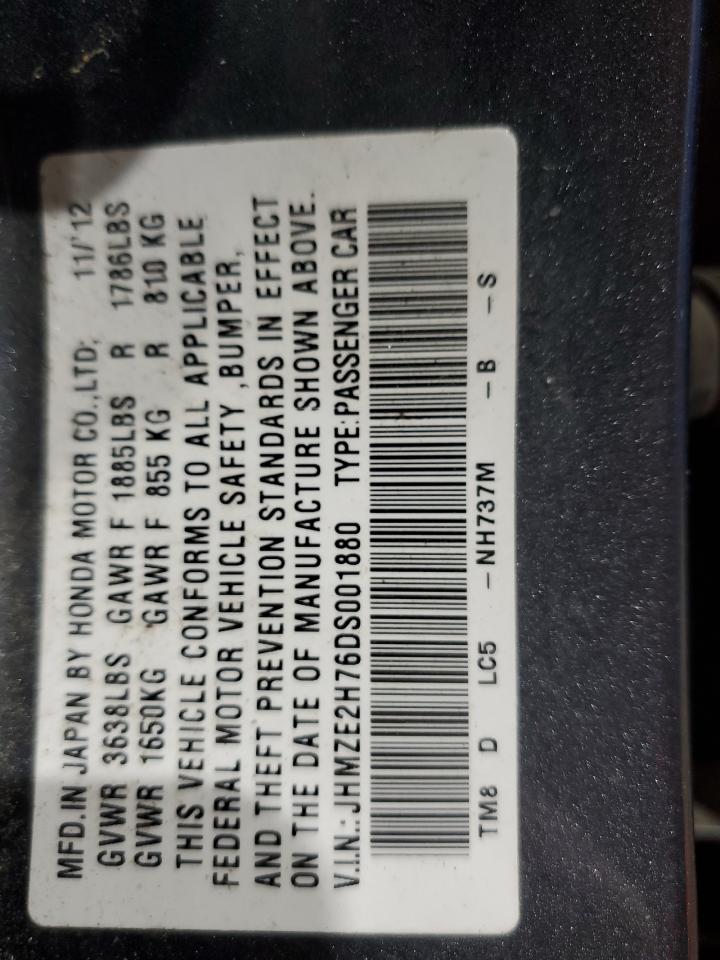 MFD.IN JAPAN BY HONDA MOTOR CO.,LTD. 11/'12
GVWR 3638LBS GAWR F 1885LBS R 1786LBS
GVWR 1650KG GAWR F 855 KG R 810 KG
THIS VEHICLE CONFORMS TO ALL APPLICABLE
FEDERAL MOTOR VEHICLE SAFETY ,BUMPER,
AND THEFT PREVENTION STANDARDS IN EFFECT
ON THE DATE OF MANUFACTURE SHOWN ABOVE.
V.I.N.: JHMZE2H76DS001880 TYPE:PASSENGER CAR
TM8 D LC5 -NH737M -B -S